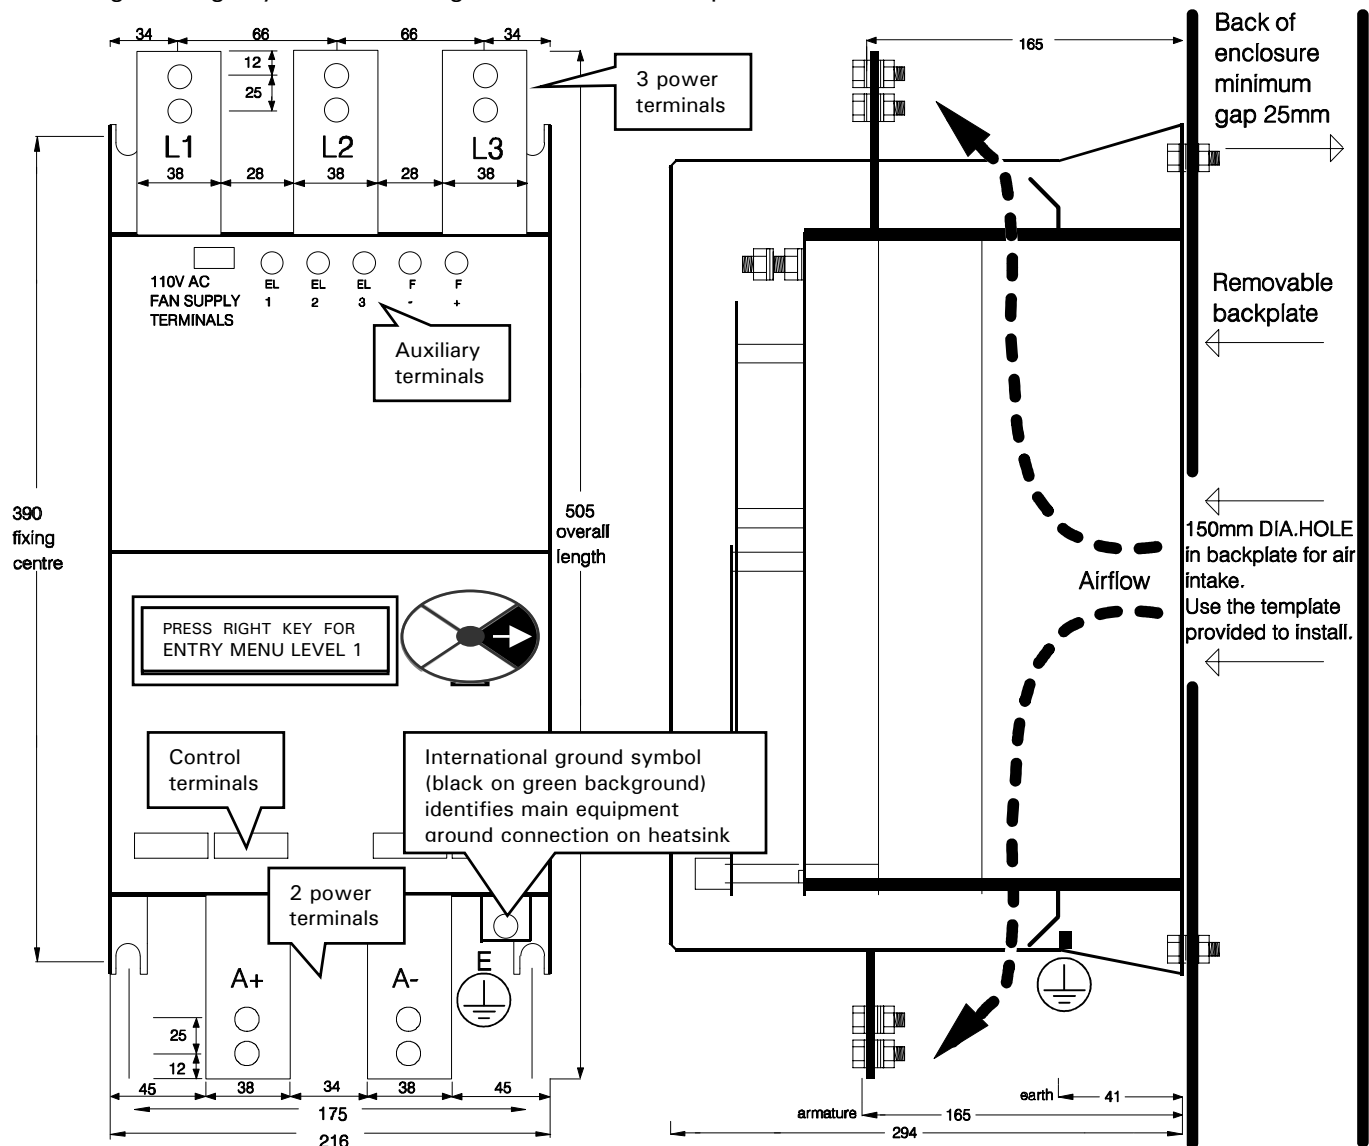 34
66
66
34
12
25
3 power
terminals
L1
L2
L3
38
28
38
28
38
110V AC
FAN SUPPLY
TERMINALS
EL
1
EL
2
EL
3
F
-
F
+
Auxiliary
terminals
390
fixing
centre
505
overall
length
PRESS RIGHT KEY FOR
ENTRY MENU LEVEL 1
Control
terminals
International ground symbol
(black on green background)
identifies main equipment
ground connection on heatsink
2 power
terminals
A+
A-
E
25
12
45
38
34
38
45
175
216
165
Back of
enclosure
minimum
gap 25mm
Removable
backplate
150mm DIA.HOLE
in backplate for air
intake.
Use the template
provided to install.
Airflow
earth
41
armature
165
294